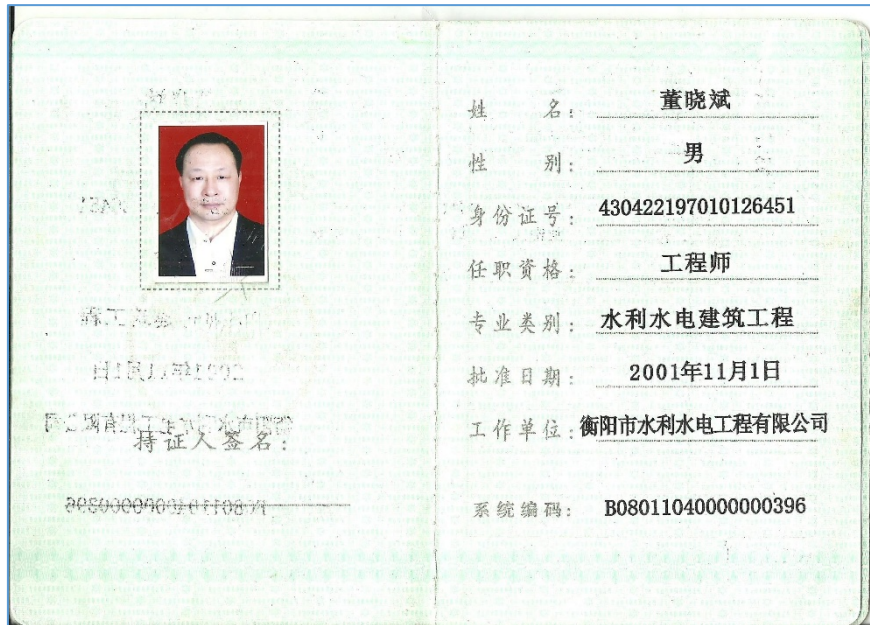 持证人签名：
姓名：董晓斌
性别：男
身份证号：430422197010126451
任职资格：工程师
专业类别：水利水电建筑工程
批准日期：2001年11月1日
工作单位：衡阳市水利水电工程有限公司
系统编码：B08011040000000396